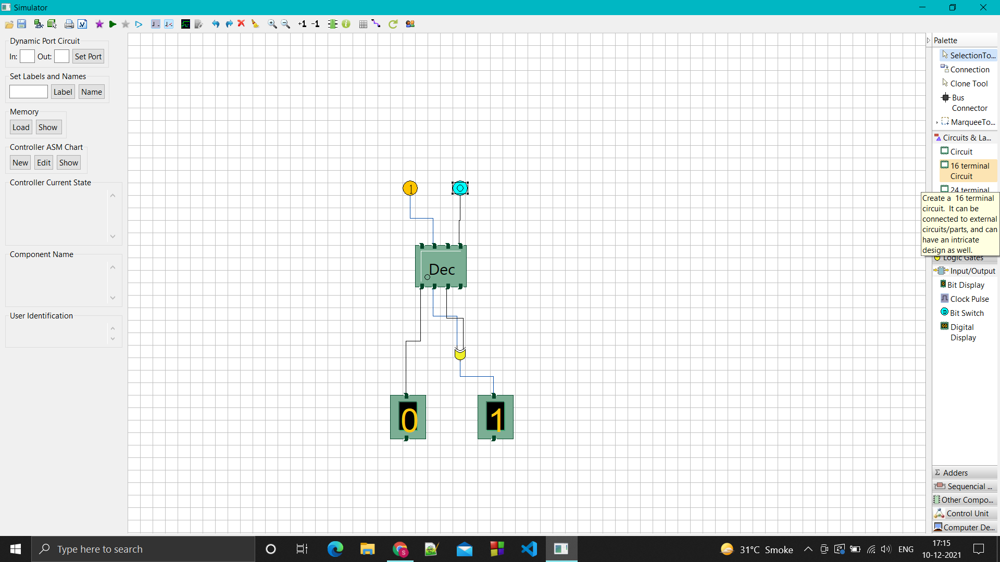 Simulator
+1 -1
Dynamic Port Circuit
In: Out: Set Port
Set Labels and Names
Label Name
Memory
Load Show
Controller ASM Chart
New Edit Show
Controller Current State
Component Name
User Identification
1
0
Dec
0
1
Palette
SelectionTo...
Connection
Clone Tool
Bus
Connector
MarqueeTo...
Circuits & La...
Circuit
16 terminal
Circuit
24 terminal
Create a 16 terminal
circuit. It can be
connected to external
circuits/parts, and can
have an intricate
design as well.
Logic Gates
Input/Output
Bit Display
Clock Pulse
Bit Switch
Digital
Display
Adders
Sequencial ...
Other Compo...
Control Unit
Computer De...
Type here to search
31°C Smoke
ENG
17:15
10-12-2021